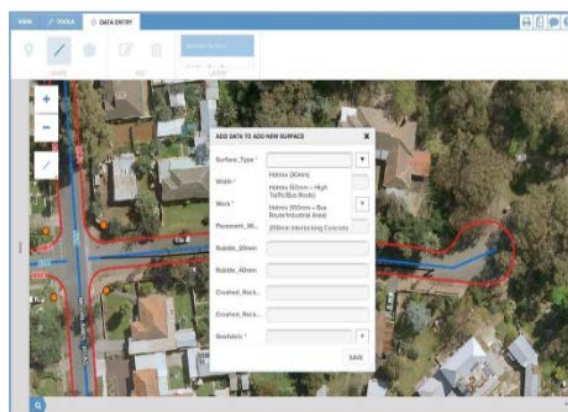 VIEW
TOOLS
DATA ENTRY
ADD DATA TO ADD NEW SURFACE
Surface_Type *
Hotmix (30mm)
Width *
Hotmix (50mm – High
Traffic/Bus Route)
Work *
Hotmix (100mm – Bus
Route/Industrial Area)
Pavement_Wi...
200mm Interlocking Concrete
Rubble_20mm
Rubble_40mm
Crushed_Rock...
Crushed_Rock...
Geofabric *
SAVE